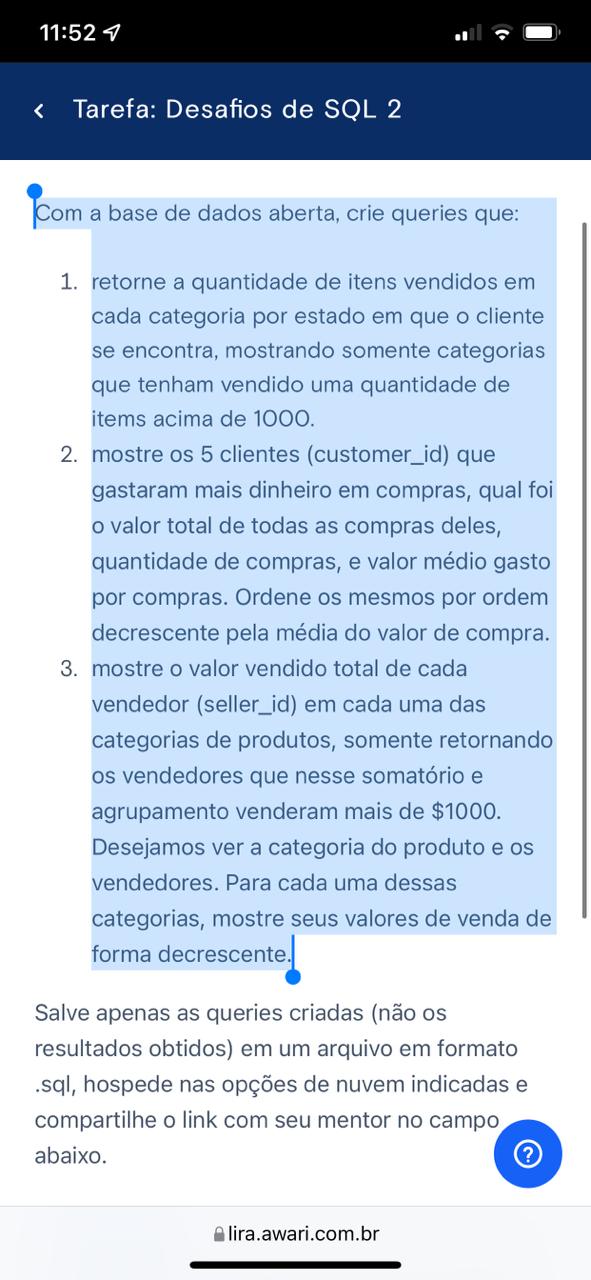 11:52
Tarefa: Desafios de SQL 2
Com a base de dados aberta, crie queries que:
1. retorne a quantidade de itens vendidos em
cada categoria por estado em que o cliente
se encontra, mostrando somente categorias
que tenham vendido uma quantidade de
items acima de 1000.
2. mostre os 5 clientes (customer_id) que
gastaram mais dinheiro em compras, qual foi
o valor total de todas as compras deles,
quantidade de compras, e valor médio gasto
por compras. Ordene os mesmos por ordem
decrescente pela média do valor de compra.
3. mostre o valor vendido total de cada
vendedor (seller_id) em cada uma das
categorias de produtos, somente retornando
os vendedores que nesse somatório e
agrupamento venderam mais de $1000.
Desejamos ver a categoria do produto e os
vendedores. Para cada uma dessas
categorias, mostre seus valores de venda de
forma decrescente.
Salve apenas as queries criadas (não os
resultados obtidos) em um arquivo em formato
.sql, hospede nas opções de nuvem indicadas e
compartilhe o link com seu mentor no campo
abaixo.
lira.awari.com.br